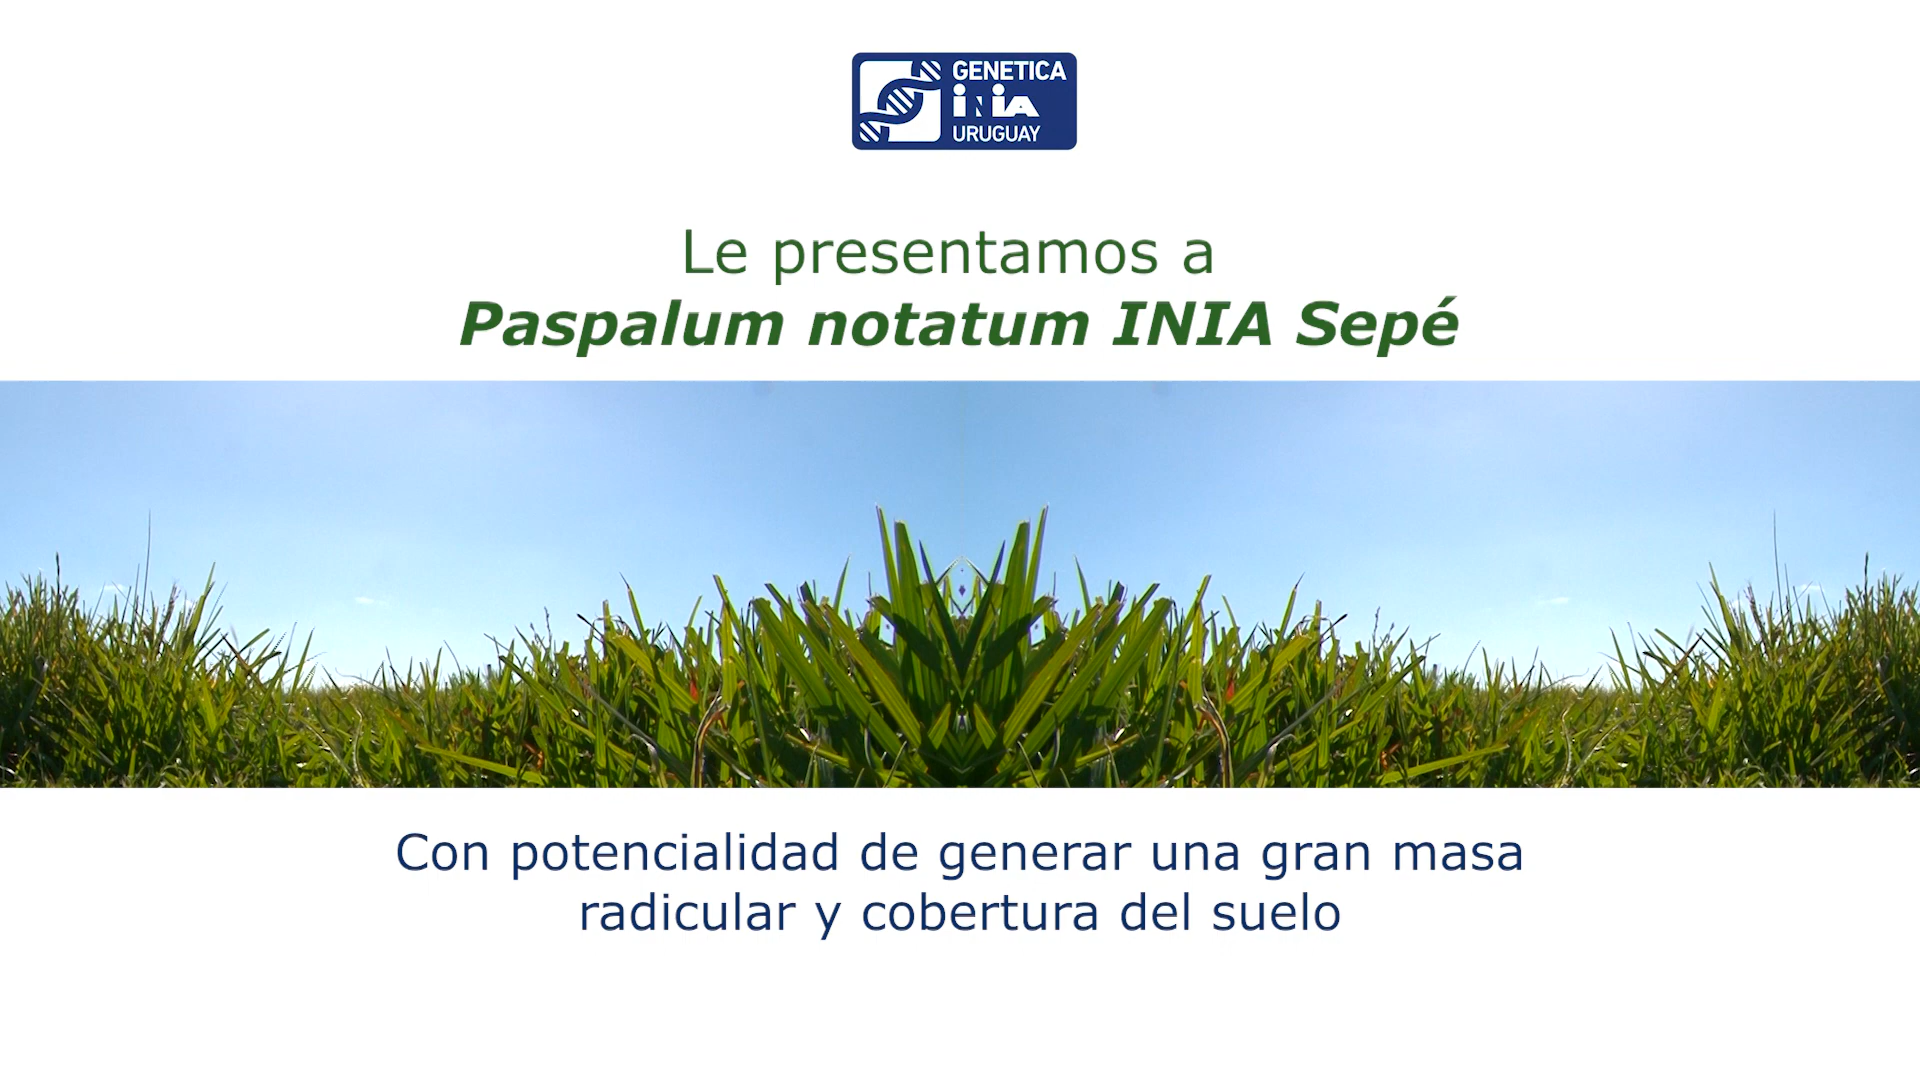 GENETICA
INIA
URUGUAY
Le presentamos a
Paspalum notatum INIA Sepé
Con potencialidad de generar una gran masa
radicular y cobertura del suelo